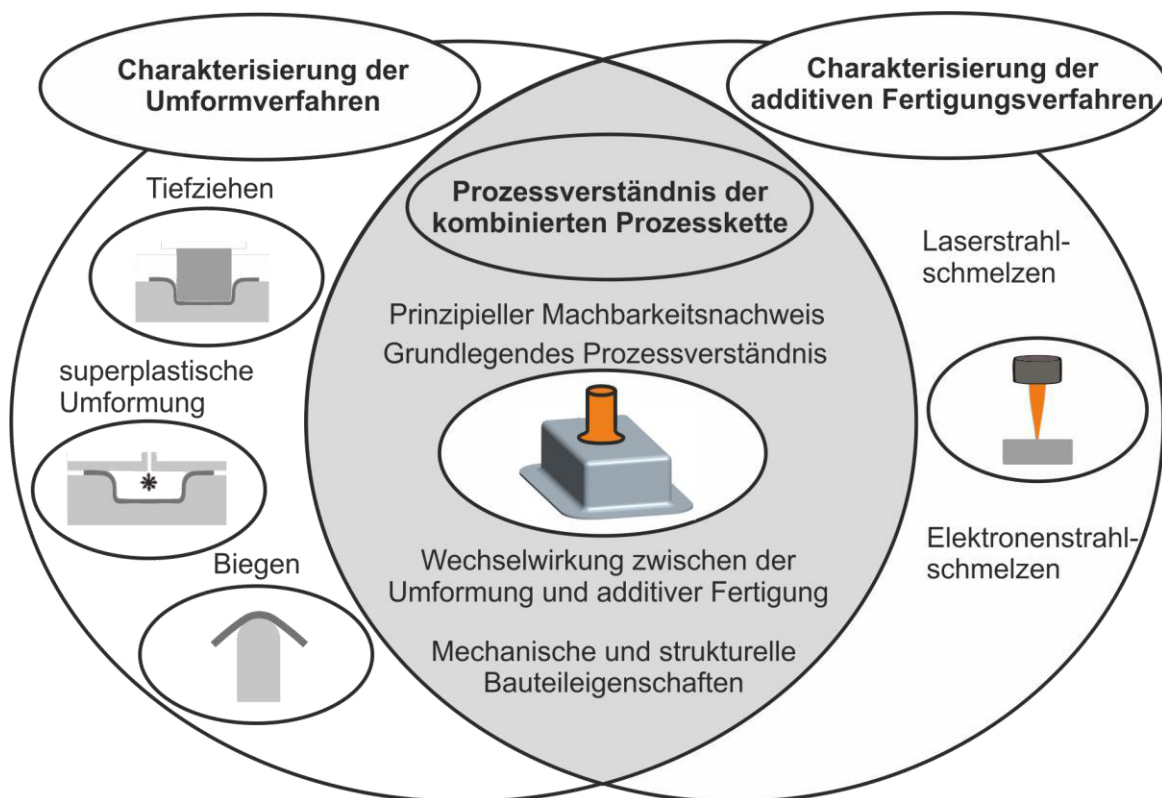 Charakterisierung der
Umformverfahren
Tiefziehen
superplastische
Umformung
Biegen
Prozessverständnis der
kombinierten Prozesskette
Prinzipieller Machbarkeitsnachweis
Grundlegendes Prozessverständnis
Wechselwirkung zwischen der
Umformung und additiver Fertigung
Mechanische und strukturelle
Bauteileigenschaften
Charakterisierung der
additiven Fertigungsverfahren
Laserstrahl-
schmelzen
Elektronenstrahl-
schmelzen